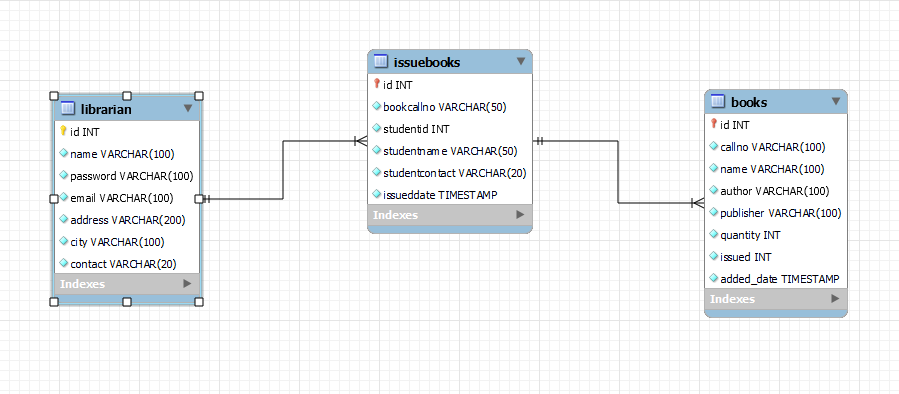 librarian
id INT
name VARCHAR(100)
password VARCHAR(100)
email VARCHAR(100)
address VARCHAR(200)
city VARCHAR(100)
contact VARCHAR(20)
Indexes
issuebooks
id INT
bookcallno VARCHAR(50)
studentid INT
studentname VARCHAR(50)
studentcontact VARCHAR(20)
issueddate TIMESTAMP
Indexes
books
id INT
callno VARCHAR(100)
name VARCHAR(100)
author VARCHAR(100)
publisher VARCHAR(100)
quantity INT
issued INT
added_date TIMESTAMP
Indexes